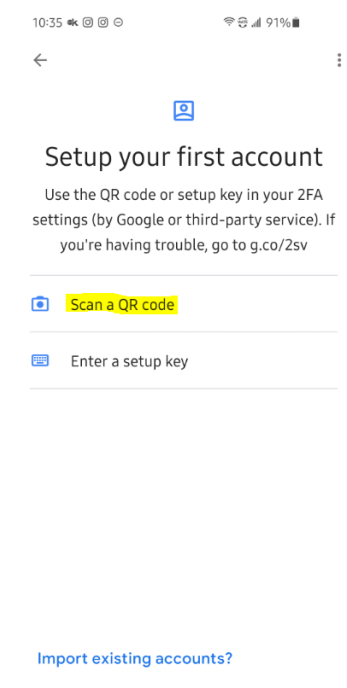 10:35
91%
Setup your first account
Use the QR code or setup key in your 2FA
settings (by Google or third-party service). If
you're having trouble, go to g.co/2sv
Scan a QR code
Enter a setup key
Import existing accounts?